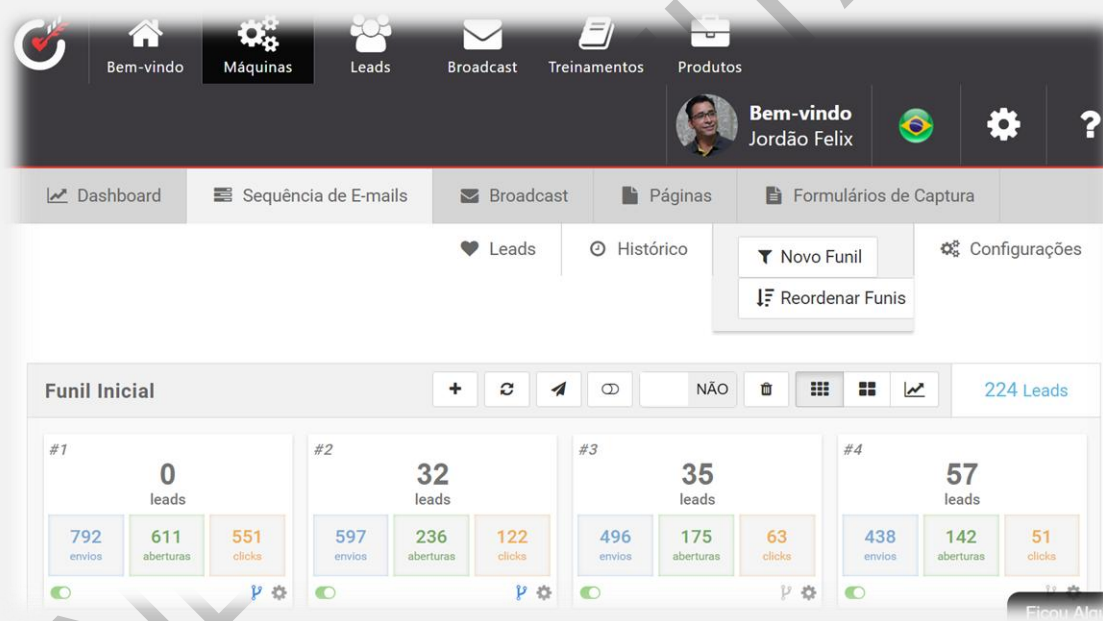 Bem-vindo Máquinas Leads Broadcast Treinamentos Produtos
Bem-vindo
Jordão Felix
?
Dashboard Sequência de E-mails Broadcast Páginas Formulários de Captura
Leads Histórico Novo Funil Configurações
Reordenar Funis
Funil Inicial + NÃO 224 Leads
#1 #2 #3 #4
0 32 35 57
leads leads leads leads
792 611 551 597 236 122 496 175 63 438 142 51
envios aberturas clicks envios aberturas clicks envios aberturas clicks envios aberturas clicks
Ficou